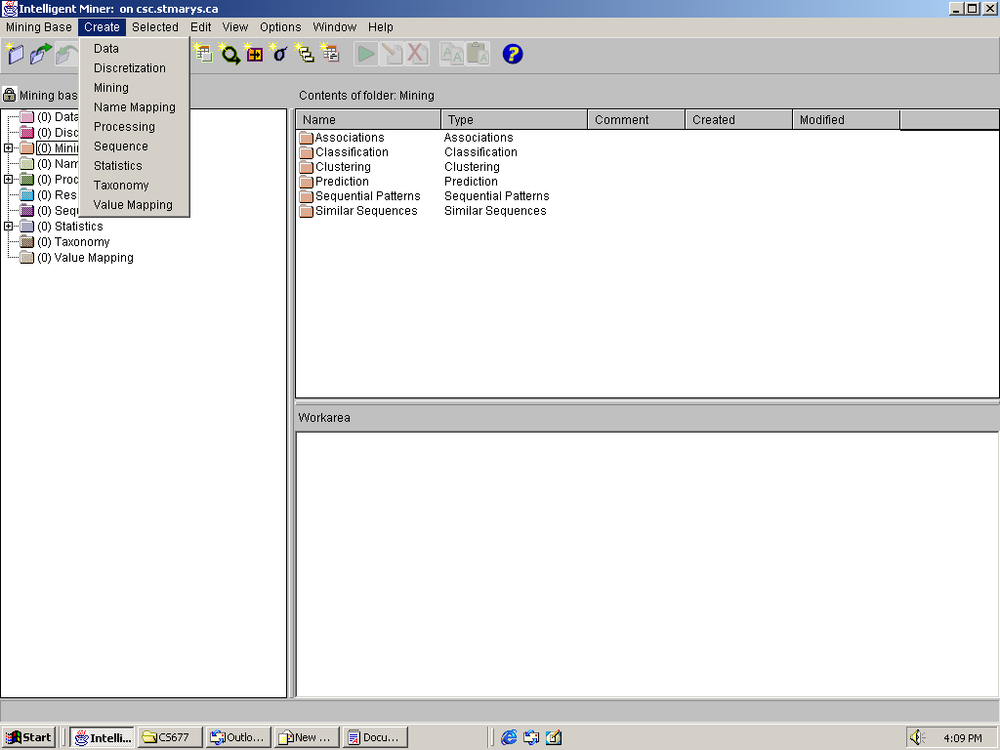 Intelligent Miner: on csc.stmarys.ca
Mining Base Create Selected Edit View Options Window Help
Data
Discretization
Mining
Name Mapping
Processing
Sequence
Statistics
Taxonomy
Value Mapping
Mining bas
(0) Data
(0) Disc
(0) Minin
(0) Nam
(0) Proc
(0) Res
(0) Seq
(0) Statistics
(0) Taxonomy
(0) Value Mapping
Contents of folder: Mining
Name Type Comment Created Modified
Associations Associations
Classification Classification
Clustering Clustering
Prediction Prediction
Sequential Patterns Sequential Patterns
Similar Sequences Similar Sequences
Workarea
Start Intelli... CS677 Outlo... New ... Docu... 4:09 PM